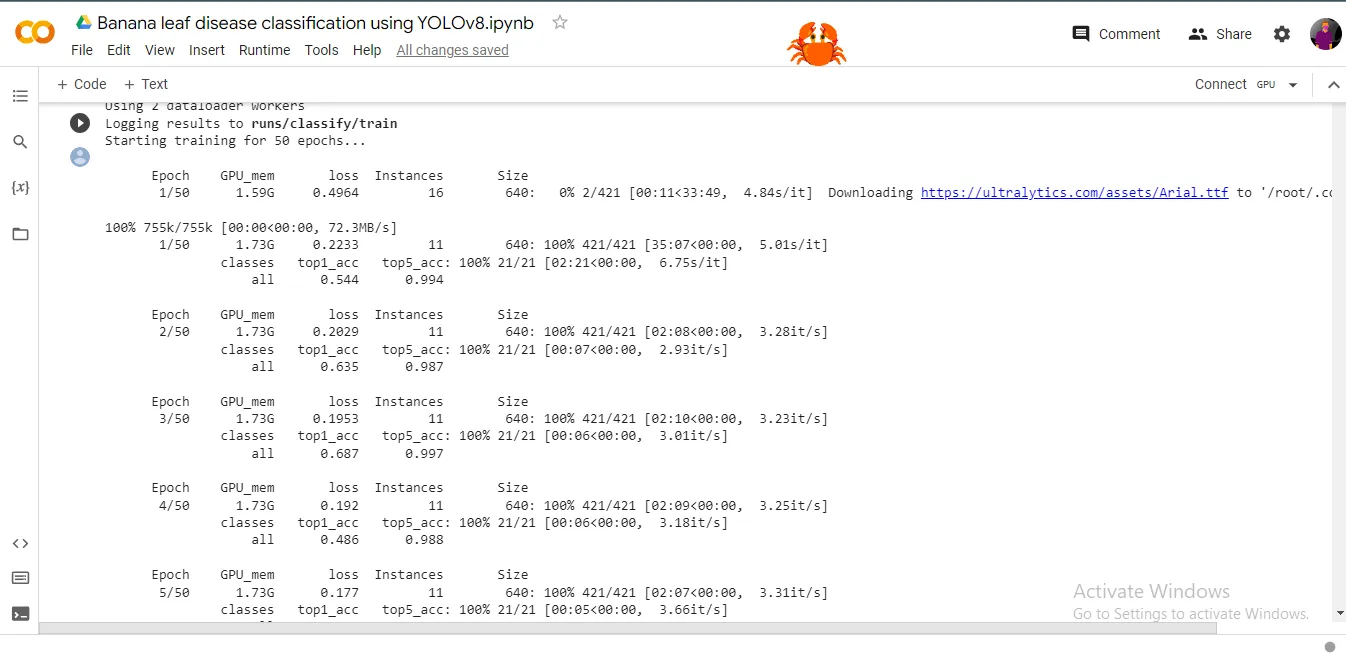 Banana leaf disease classification using YOLOv8.ipynb
File Edit View Insert Runtime Tools Help All changes saved
Comment Share
+ Code + Text
Connect GPU
Using 2 dataloader workers
Logging results to runs/classify/train
Starting training for 50 epochs...
Epoch GPU_mem loss Instances Size
1/50 1.59G 0.4964 16 640: 0% 2/421 [00:11<33:49, 4.84s/it] Downloading https://ultralytics.com/assets/Arial.ttf to '/root/.cc
100% 755k/755k [00:00<00:00, 72.3MB/s]
1/50 1.73G 0.2233 11 640: 100% 421/421 [35:07<00:00, 5.01s/it]
classes top1_acc top5_acc: 100% 21/21 [02:21<00:00, 6.75s/it]
all 0.544 0.994
Epoch GPU_mem loss Instances Size
2/50 1.73G 0.2029 11 640: 100% 421/421 [02:08<00:00, 3.28it/s]
classes top1_acc top5_acc: 100% 21/21 [00:07<00:00, 2.93it/s]
all 0.635 0.987
Epoch GPU_mem loss Instances Size
3/50 1.73G 0.1953 11 640: 100% 421/421 [02:10<00:00, 3.23it/s]
classes top1_acc top5_acc: 100% 21/21 [00:06<00:00, 3.01it/s]
all 0.687 0.997
Epoch GPU_mem loss Instances Size
4/50 1.73G 0.192 11 640: 100% 421/421 [02:09<00:00, 3.25it/s]
classes top1_acc top5_acc: 100% 21/21 [00:06<00:00, 3.18it/s]
all 0.486 0.988
Epoch GPU_mem loss Instances Size
5/50 1.73G 0.177 11 640: 100% 421/421 [02:07<00:00, 3.31it/s]
classes top1_acc top5_acc: 100% 21/21 [00:05<00:00, 3.66it/s]
Activate Windows
Go to Settings to activate Windows.